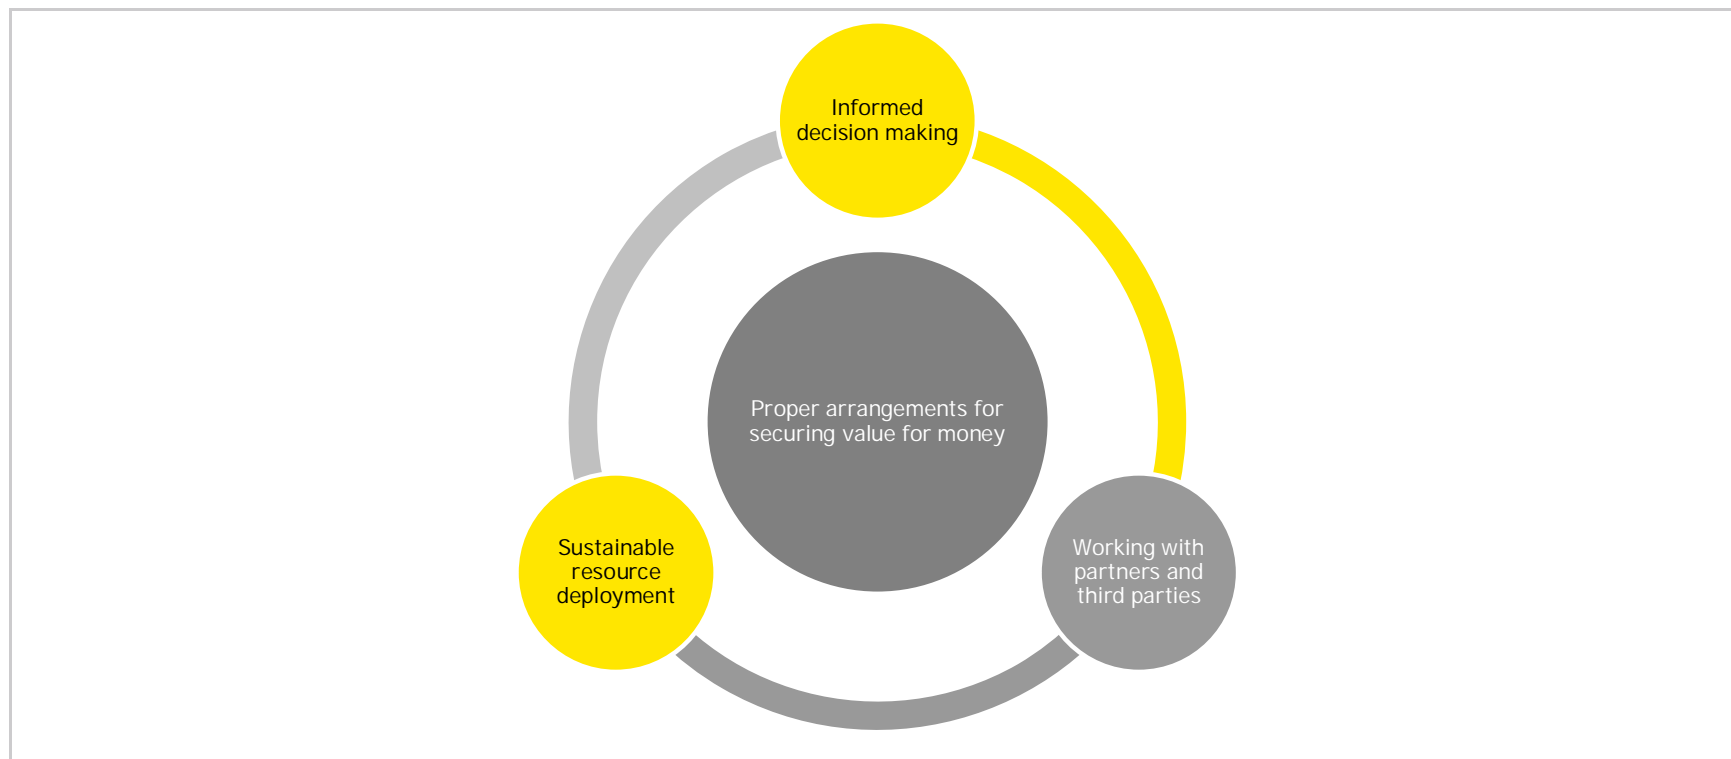 Informed
decision making
Proper arrangements for
securing value for money
Sustainable
resource
deployment
Working with
partners and
third parties